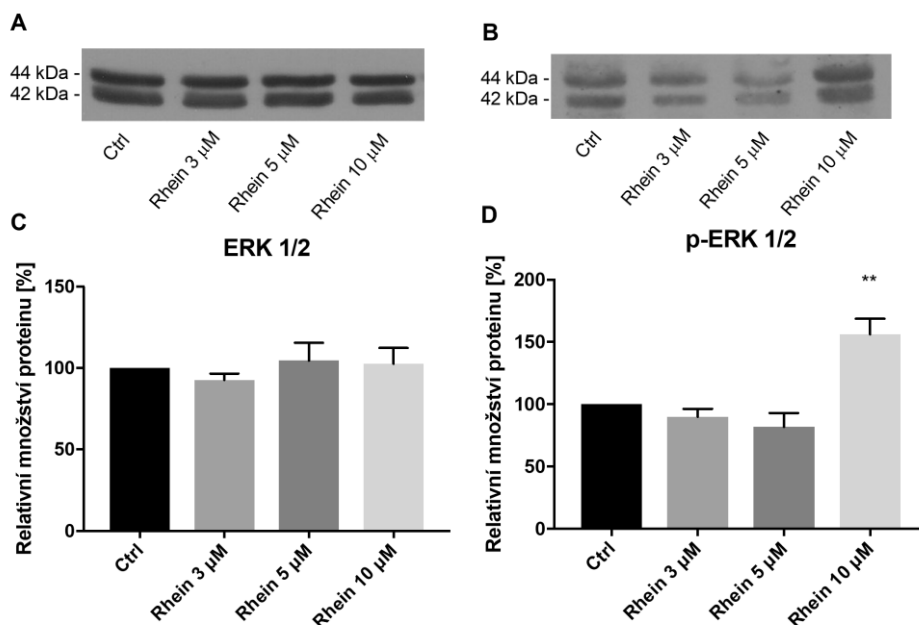 A
44 kDa -
42 kDa -
Ctrl
Rhein 3 μM
Rhein 5 μM
Rhein 10 μM
B
44 kDa -
42 kDa -
Ctrl
Rhein 3 μM
Rhein 5 μM
Rhein 10 μM
C
ERK 1/2
Relativní množství proteinu [%]
150
100
50
0
Ctrl
Rhein 3 μM
Rhein 5 μM
Rhein 10 μM
D
p-ERK 1/2
Relativní množství proteinu [%]
200
150
100
50
0
**
Ctrl
Rhein 3 μM
Rhein 5 μM
Rhein 10 μM